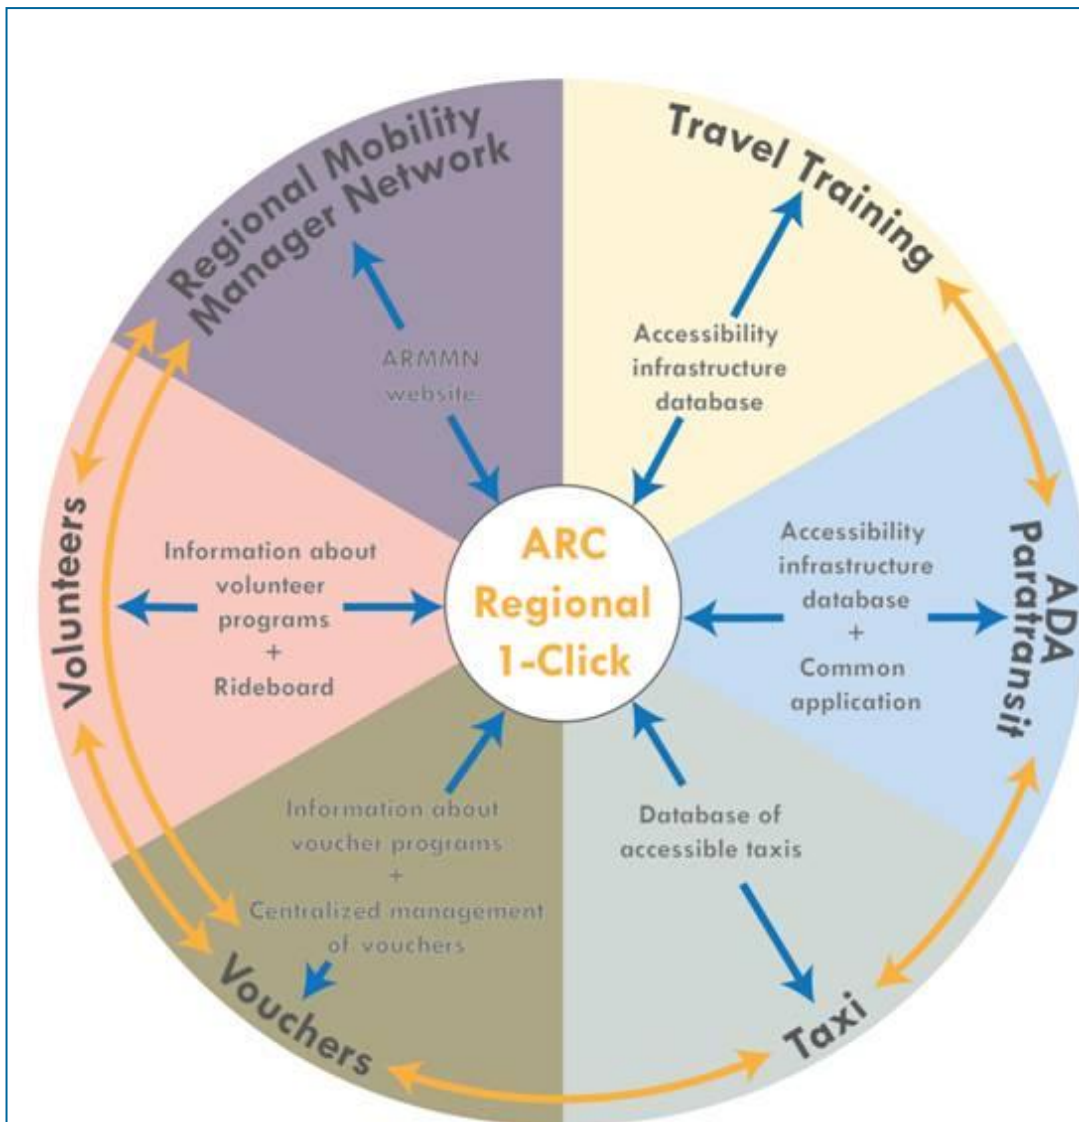 Regional Mobility
Manager Network
Travel Training
ARMMN
website
Accessibility
infrastructure
database
Volunteers
Information about
volunteer
programs
+
Rideboard
ARC
Regional
1-Click
Accessibility
infrastructure
database
+
Common
application
ADA
Paratransit
Information about
voucher programs
+
Centralized management
of vouchers
Vouchers
Database of
accessible taxis
Taxi